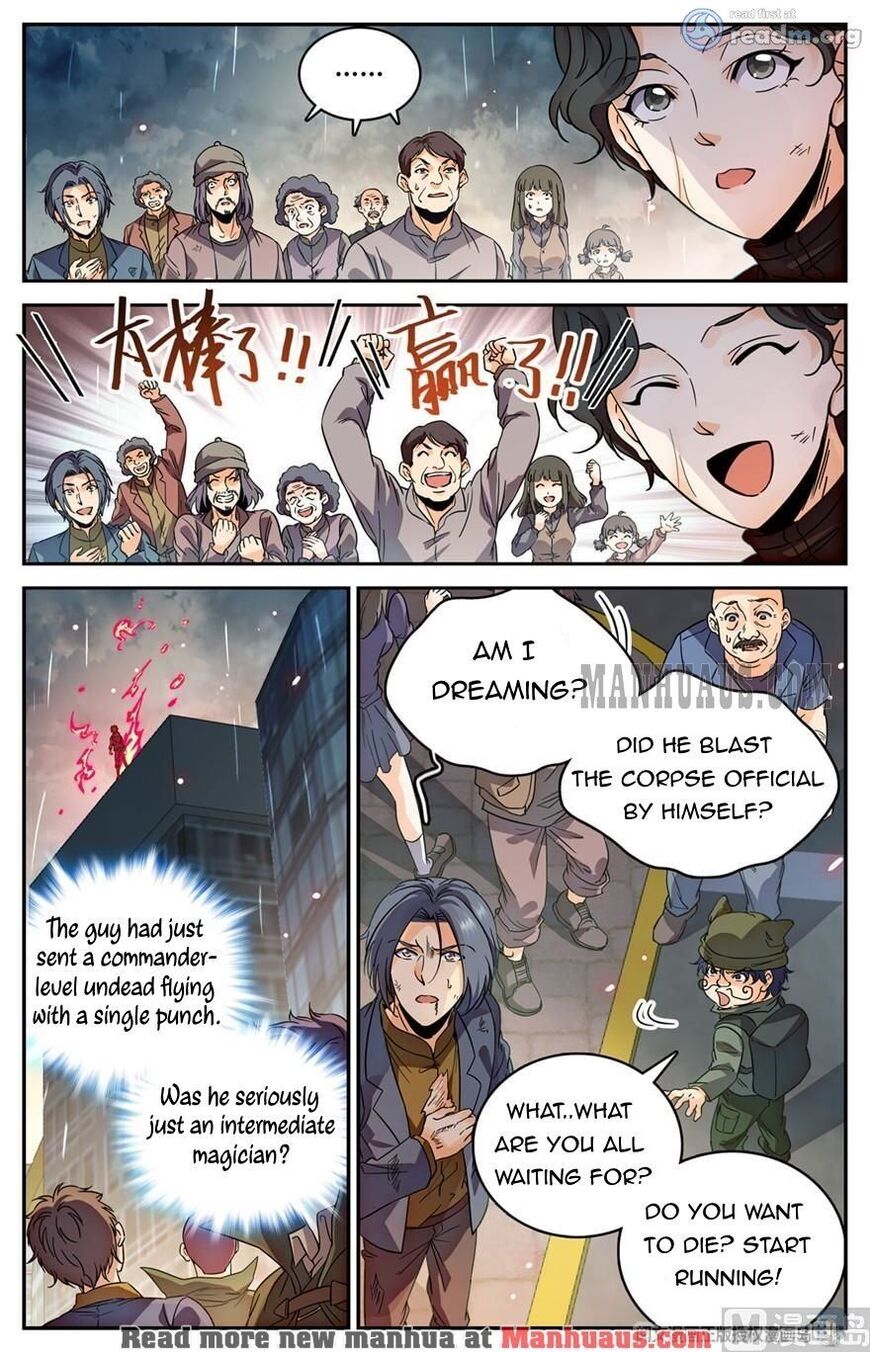 read first at
readm.org
......
太棒了!!
赢了!!
AM I
DREAMING?
MANHUAUS.COM
DID HE BLAST
THE CORPSE OFFICIAL
BY HIMSELF?
The guy had just
sent a commander-
level undead flying
with a single punch.
Was he seriously
just an intermediate
magician?
WHAT..WHAT
ARE YOU ALL
WAITING FOR?
DO YOU WANT
TO DIE? START
RUNNING!
漫画岛
Read more new manhua at Manhuaus.com